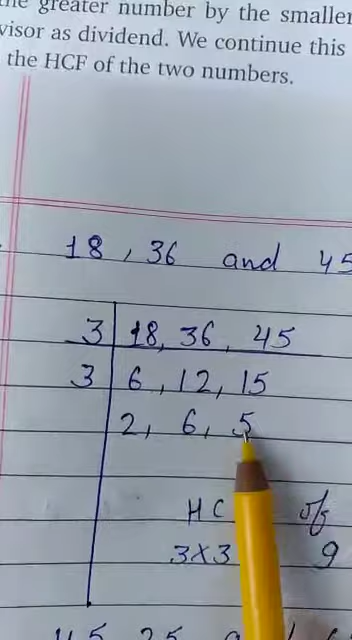 the greater number by the smaller
visor as dividend. We continue this
the HCF of the two numbers.
18, 36 and 45
3 18, 36, 45
3 6, 12, 15
2, 6, 5
HC of
3×3 9
45 25